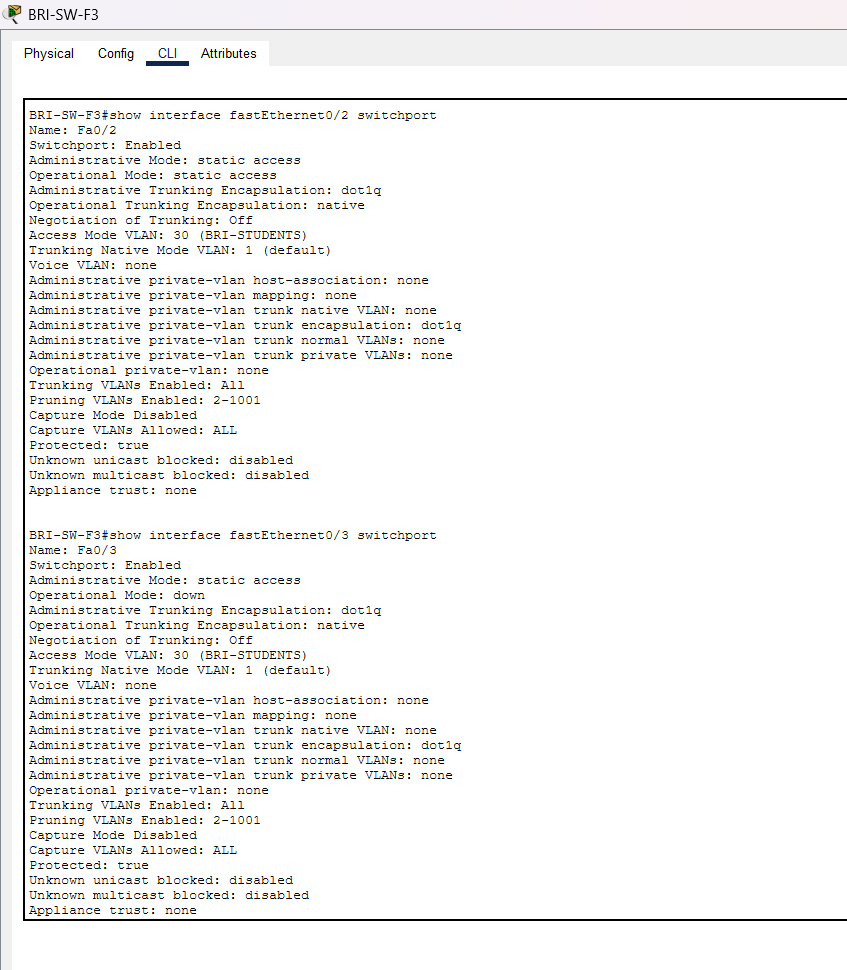 BRI-SW-F3
Physical Config CLI Attributes
BRI-SW-F3#show interface fastEthernet0/2 switchport
Name: Fa0/2
Switchport: Enabled
Administrative Mode: static access
Operational Mode: static access
Administrative Trunking Encapsulation: dot1q
Operational Trunking Encapsulation: native
Negotiation of Trunking: Off
Access Mode VLAN: 30 (BRI-STUDENTS)
Trunking Native Mode VLAN: 1 (default)
Voice VLAN: none
Administrative private-vlan host-association: none
Administrative private-vlan mapping: none
Administrative private-vlan trunk native VLAN: none
Administrative private-vlan trunk encapsulation: dot1q
Administrative private-vlan trunk normal VLANs: none
Administrative private-vlan trunk private VLANs: none
Operational private-vlan: none
Trunking VLANs Enabled: All
Pruning VLANs Enabled: 2-1001
Capture Mode Disabled
Capture VLANs Allowed: ALL
Protected: true
Unknown unicast blocked: disabled
Unknown multicast blocked: disabled
Appliance trust: none
BRI-SW-F3#show interface fastEthernet0/3 switchport
Name: Fa0/3
Switchport: Enabled
Administrative Mode: static access
Operational Mode: down
Administrative Trunking Encapsulation: dot1q
Operational Trunking Encapsulation: native
Negotiation of Trunking: Off
Access Mode VLAN: 30 (BRI-STUDENTS)
Trunking Native Mode VLAN: 1 (default)
Voice VLAN: none
Administrative private-vlan host-association: none
Administrative private-vlan mapping: none
Administrative private-vlan trunk native VLAN: none
Administrative private-vlan trunk encapsulation: dot1q
Administrative private-vlan trunk normal VLANs: none
Administrative private-vlan trunk private VLANs: none
Operational private-vlan: none
Trunking VLANs Enabled: All
Pruning VLANs Enabled: 2-1001
Capture Mode Disabled
Capture VLANs Allowed: ALL
Protected: true
Unknown unicast blocked: disabled
Unknown multicast blocked: disabled
Appliance trust: none